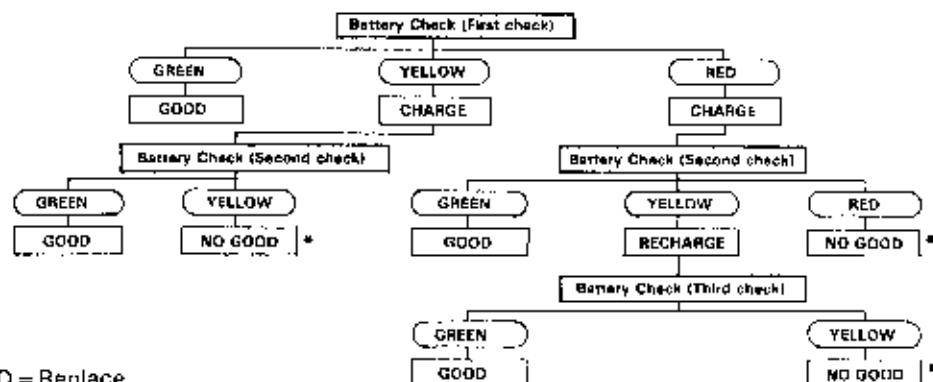 Battery Check (First check)
GREEN YELLOW RED
GOOD CHARGE CHARGE
Battery Check (Second check) Battery Check (Second check)
GREEN YELLOW GREEN YELLOW RED
GOOD NO GOOD * GOOD RECHARGE NO GOOD *
Battery Check (Third check)
GREEN YELLOW
GOOD NO GOOD *
D = Replace